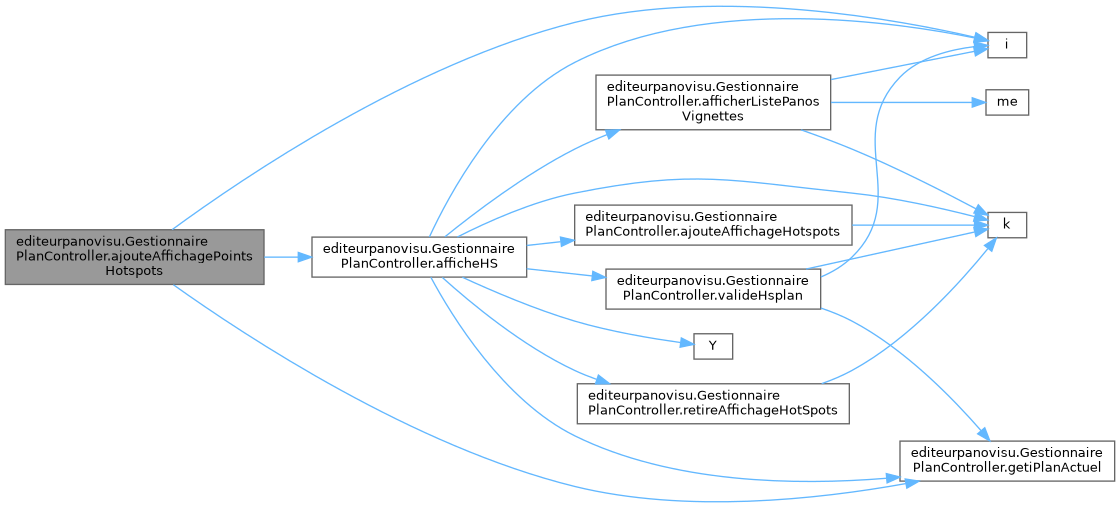 editeurpanovisu.Gestionnaire
PlanController.ajouteAffichagePoints
Hotspots
editeurpanovisu.Gestionnaire
PlanController.afficheHS
editeurpanovisu.Gestionnaire
PlanController.afficherListePanos
Vignettes
editeurpanovisu.Gestionnaire
PlanController.ajouteAffichageHotspots
editeurpanovisu.Gestionnaire
PlanController.valideHsplan
Y
editeurpanovisu.Gestionnaire
PlanController.retireAffichageHotSpots
i
me
k
editeurpanovisu.Gestionnaire
PlanController.getiPlanActuel